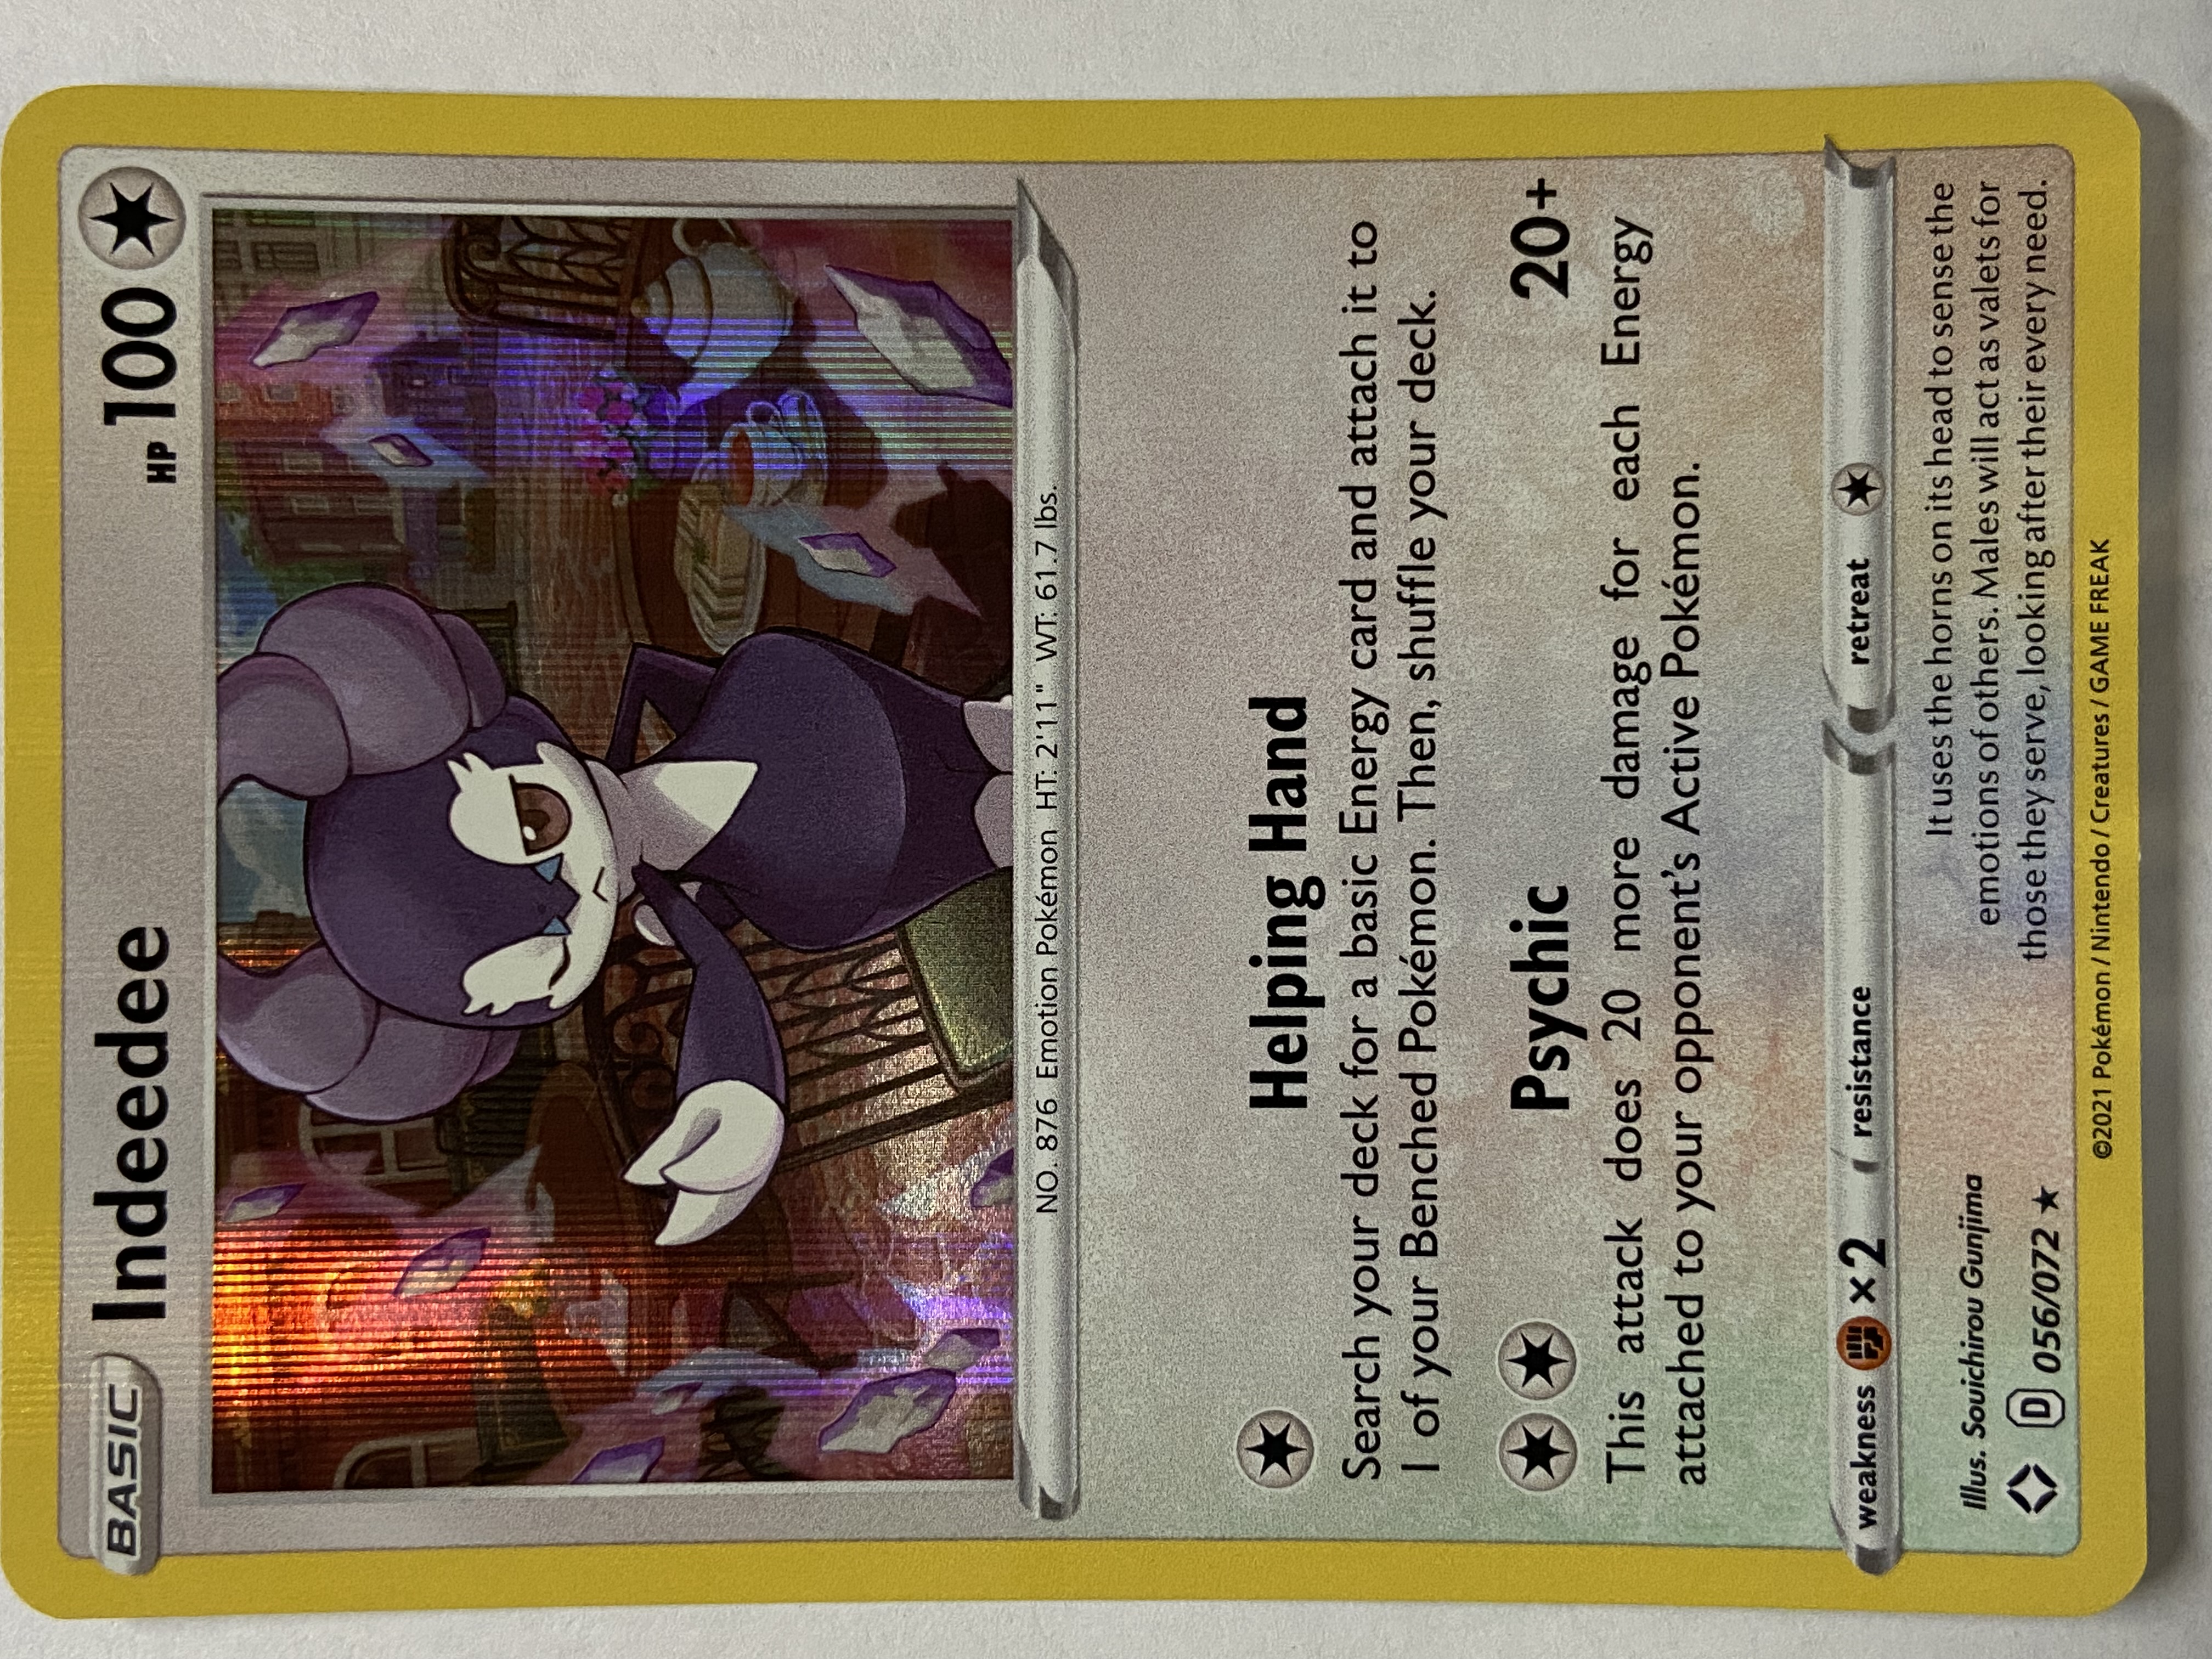 BASIC Indeedee HP 100
NO. 876 Emotion Pokémon HT: 2'11" WT: 61.7 lbs.
Helping Hand
Search your deck for a basic Energy card and attach it to
1 of your Benched Pokémon. Then, shuffle your deck.
Psychic 20+
This attack does 20 more damage for each Energy
attached to your opponent's Active Pokémon.
weakness ×2 resistance retreat
It uses the horns on its head to sense the
emotions of others. Males will act as valets for
those they serve, looking after their every need.
Illus. Souichirou Gunjima
D 056/072 ★
©2021 Pokémon / Nintendo / Creatures / GAME FREAK